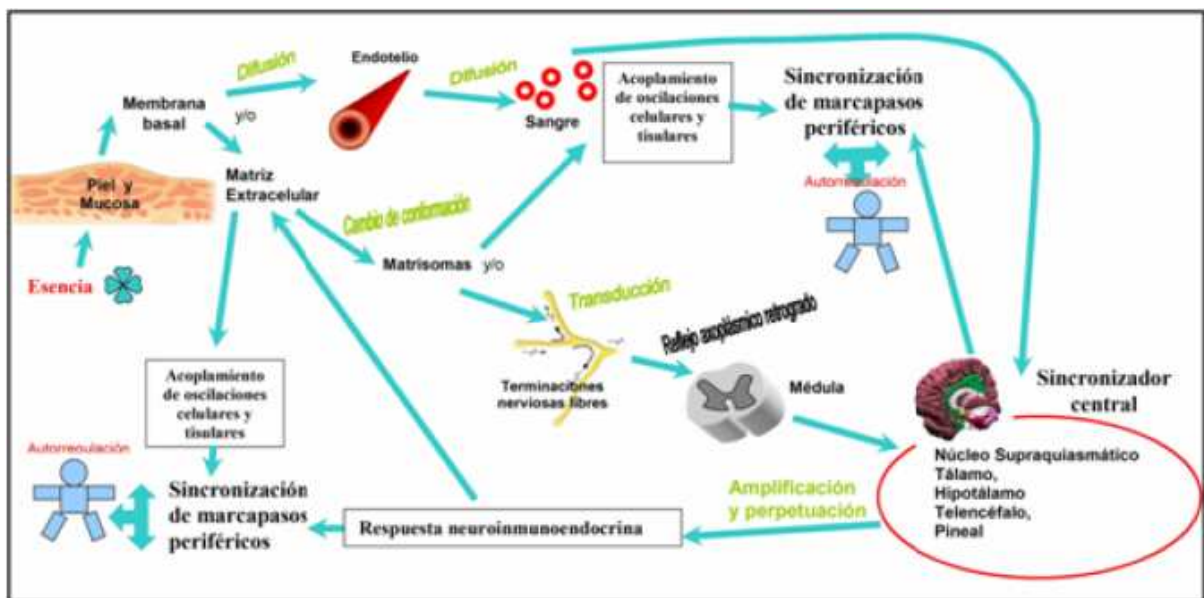 Difusión
Endotelio
Difusión
Sangre
Acoplamiento
de oscilaciones
celulares y
tisulares
Sincronización
de marcapasos
periféricos
Membrana
basal
y/o
Piel y
Mucosa
Matriz
Extracelular
Esencia
Cambio de conformación
Matrisomas y/o
Autorregulación
Transducción
Reflejo axoplásmico retrogrado
Terminaciones
nerviosas libres
Médula
Sincronizador
central
Núcleo Supraquiasmático
Tálamo,
Hipotálamo
Telencéfalo,
Pineal
Acoplamiento
de oscilaciones
celulares y
tisulares
Autorregulación
Sincronización
de marcapasos
periféricos
Respuesta neuroinmunoendocrina
Amplificación
y perpetuación